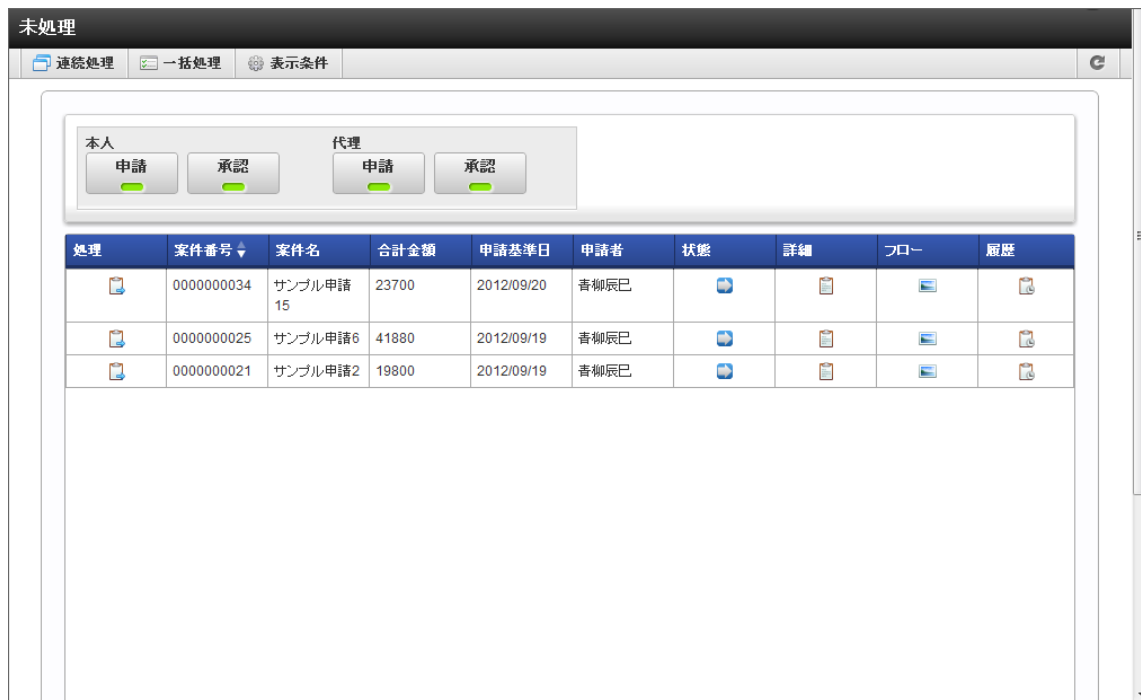 未処理
連続処理 一括処理 表示条件
本人 代理
申請 承認 申請 承認
処理 案件番号 案件名 合計金額 申請基準日 申請者 状態 詳細 フロー 履歴
0000000034 サンプル申請 23700 2012/09/20 青柳辰巳
15
0000000025 サンプル申請6 41880 2012/09/19 青柳辰巳
0000000021 サンプル申請2 19800 2012/09/19 青柳辰巳